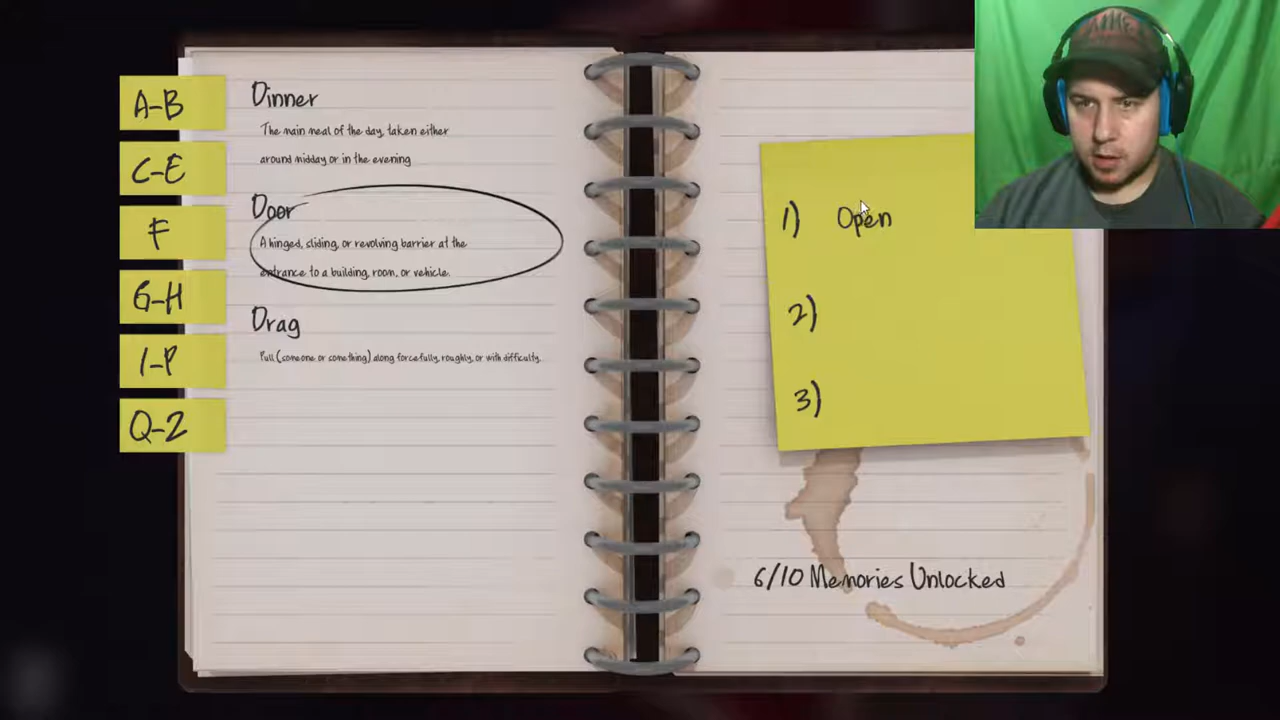 A-B
C-E
F
G-H
I-P
Q-Z
Dinner
The main meal of the day, taken either
around midday or in the evening
Door
A hinged, sliding, or revolving barrier at the
entrance to a building, room, or vehicle.
Drag
Pull (someone or something) along forcefully, roughly, or with difficulty.
1) Open
2)
3)
6/10 Memories Unlocked